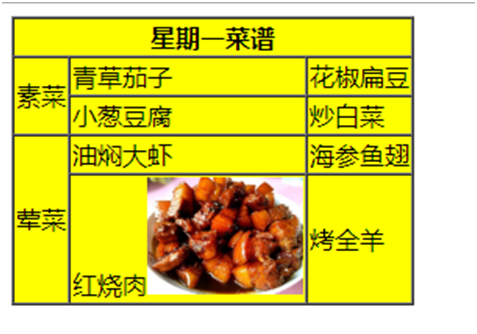 星期一菜谱
素菜 青草茄子 花椒扁豆
小葱豆腐 炒白菜
荤菜 油焖大虾 海参鱼翅
红烧肉 烤全羊